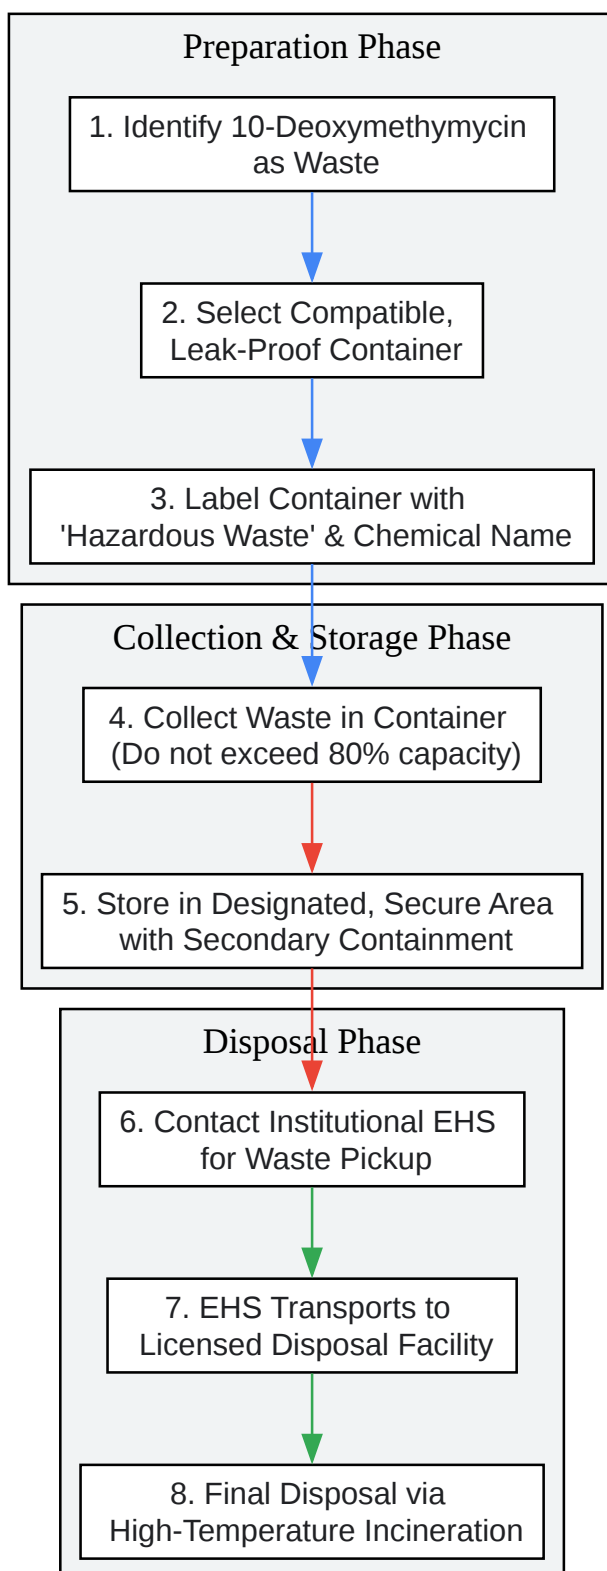 Preparation Phase
1. Identify 10-Deoxymethymycin
as Waste
2. Select Compatible,
Leak-Proof Container
3. Label Container with
'Hazardous Waste' & Chemical Name
Collection & Storage Phase
4. Collect Waste in Container
(Do not exceed 80% capacity)
5. Store in Designated, Secure Area
with Secondary Containment
Disposal Phase
6. Contact Institutional EHS
for Waste Pickup
7. EHS Transports to
Licensed Disposal Facility
8. Final Disposal via
High-Temperature Incineration